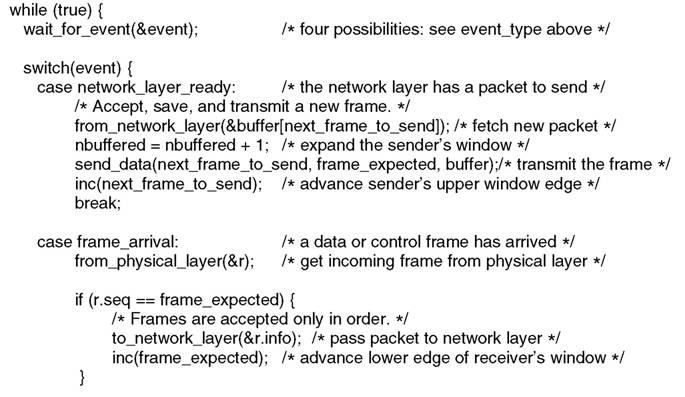 while (true) {
wait_for_event(&event); /* four possibilities: see event_type above */
switch(event) {
case network_layer_ready: /* the network layer has a packet to send */
/* Accept, save, and transmit a new frame. */
from_network_layer(&buffer[next_frame_to_send]); /* fetch new packet */
nbuffered = nbuffered + 1; /* expand the sender’s window */
send_data(next_frame_to_send, frame_expected, buffer);/* transmit the frame */
inc(next_frame_to_send); /* advance sender’s upper window edge */
break;
case frame_arrival: /* a data or control frame has arrived */
from_physical_layer(&r); /* get incoming frame from physical layer */
if (r.seq == frame_expected) {
/* Frames are accepted only in order. */
to_network_layer(&r.info); /* pass packet to network layer */
inc(frame_expected); /* advance lower edge of receiver’s window */
}